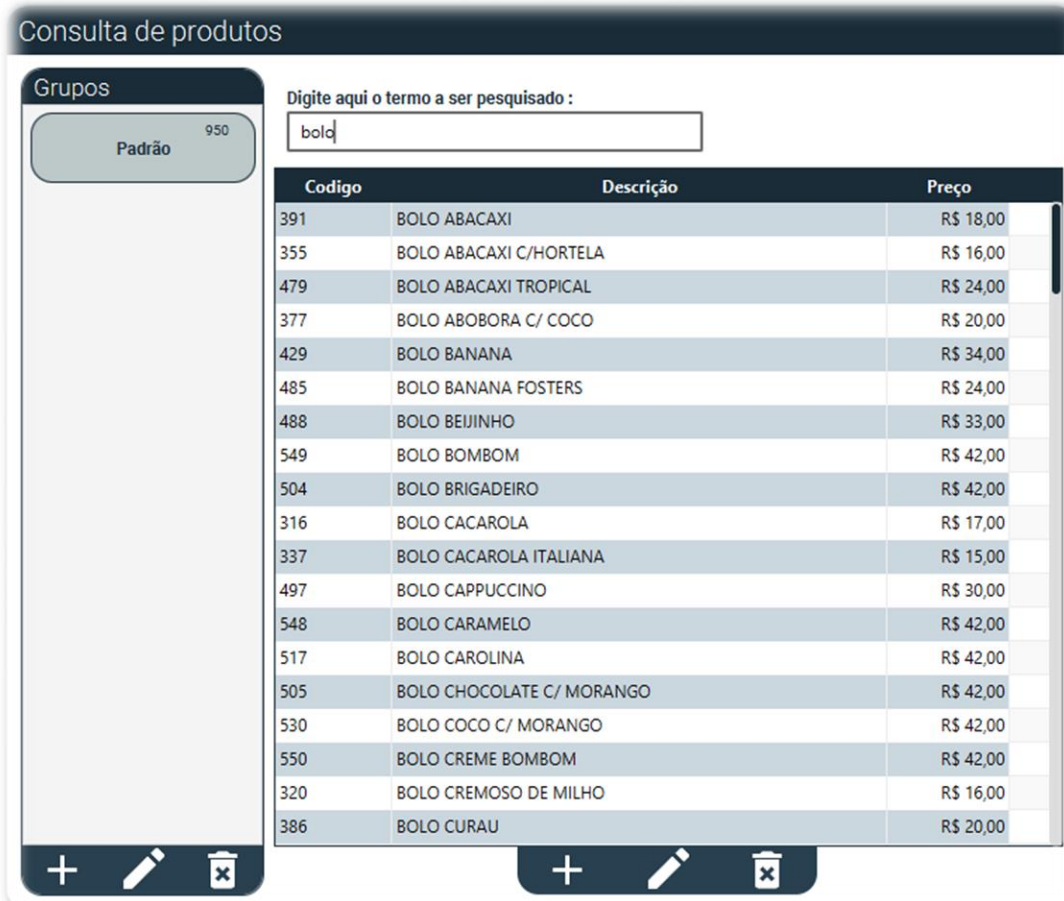 Consulta de produtos
Grupos
950
Padrão
Digite aqui o termo a ser pesquisado :
bolo
Codigo Descrição Preço
391 BOLO ABACAXI R$ 18,00
355 BOLO ABACAXI C/HORTELA R$ 16,00
479 BOLO ABACAXI TROPICAL R$ 24,00
377 BOLO ABOBORA C/ COCO R$ 20,00
429 BOLO BANANA R$ 34,00
485 BOLO BANANA FOSTERS R$ 24,00
488 BOLO BEIJINHO R$ 33,00
549 BOLO BOMBOM R$ 42,00
504 BOLO BRIGADEIRO R$ 42,00
316 BOLO CACAROLA R$ 17,00
337 BOLO CACAROLA ITALIANA R$ 15,00
497 BOLO CAPPUCCINO R$ 30,00
548 BOLO CARAMELO R$ 42,00
517 BOLO CAROLINA R$ 42,00
505 BOLO CHOCOLATE C/ MORANGO R$ 42,00
530 BOLO COCO C/ MORANGO R$ 42,00
550 BOLO CREME BOMBOM R$ 42,00
320 BOLO CREMOSO DE MILHO R$ 16,00
386 BOLO CURAU R$ 20,00